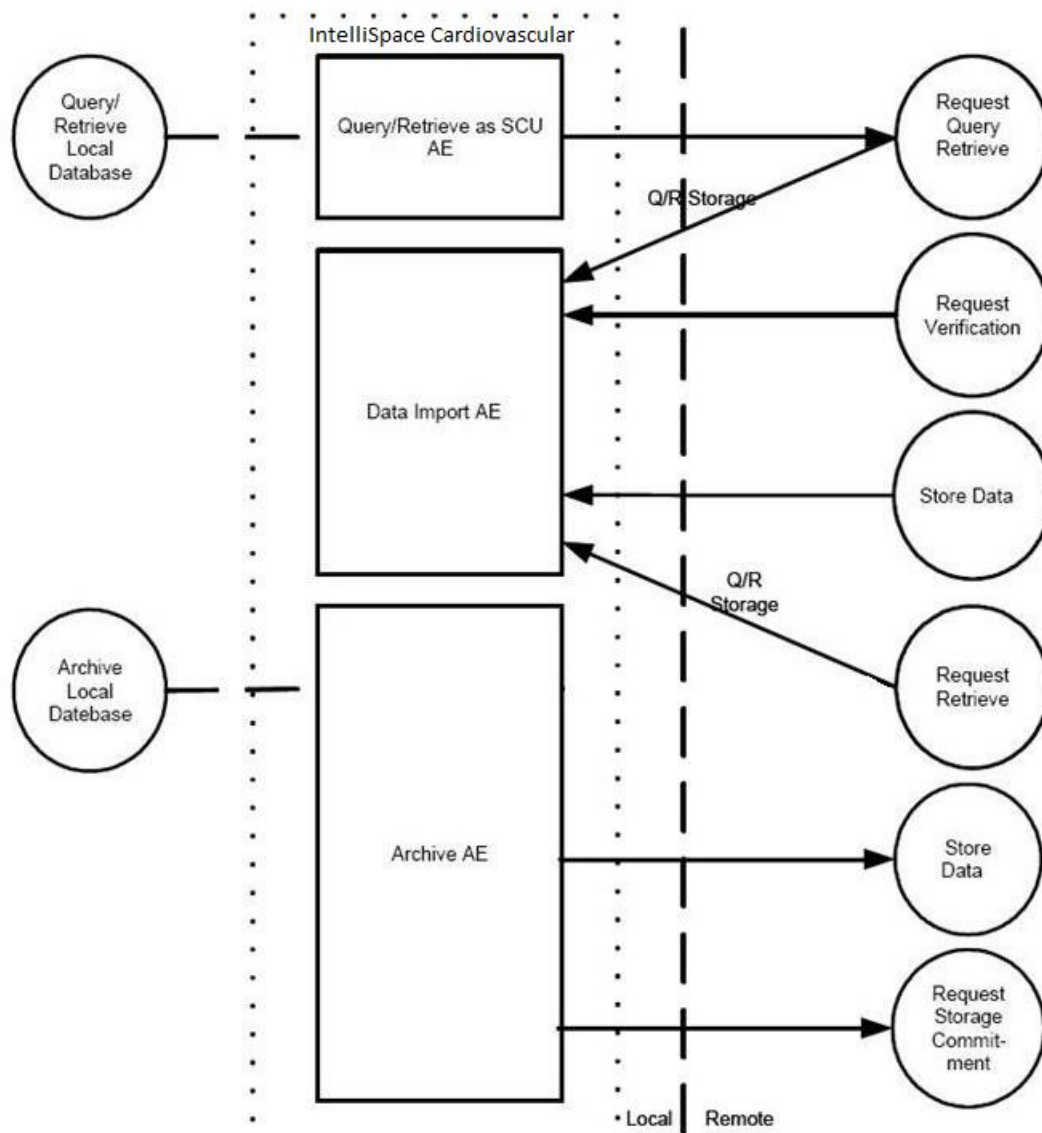 IntelliSpace Cardiovascular
Query/
Retrieve
Local
Database
Query/Retrieve as SCU
AE
Request
Query
Retrieve
Q/R Storage
Request
Verification
Data Import AE
Store Data
Q/R
Storage
Archive
Local
Datebase
Request
Retrieve
Archive AE
Store
Data
Request
Storage
Commit-
ment
Local
Remote